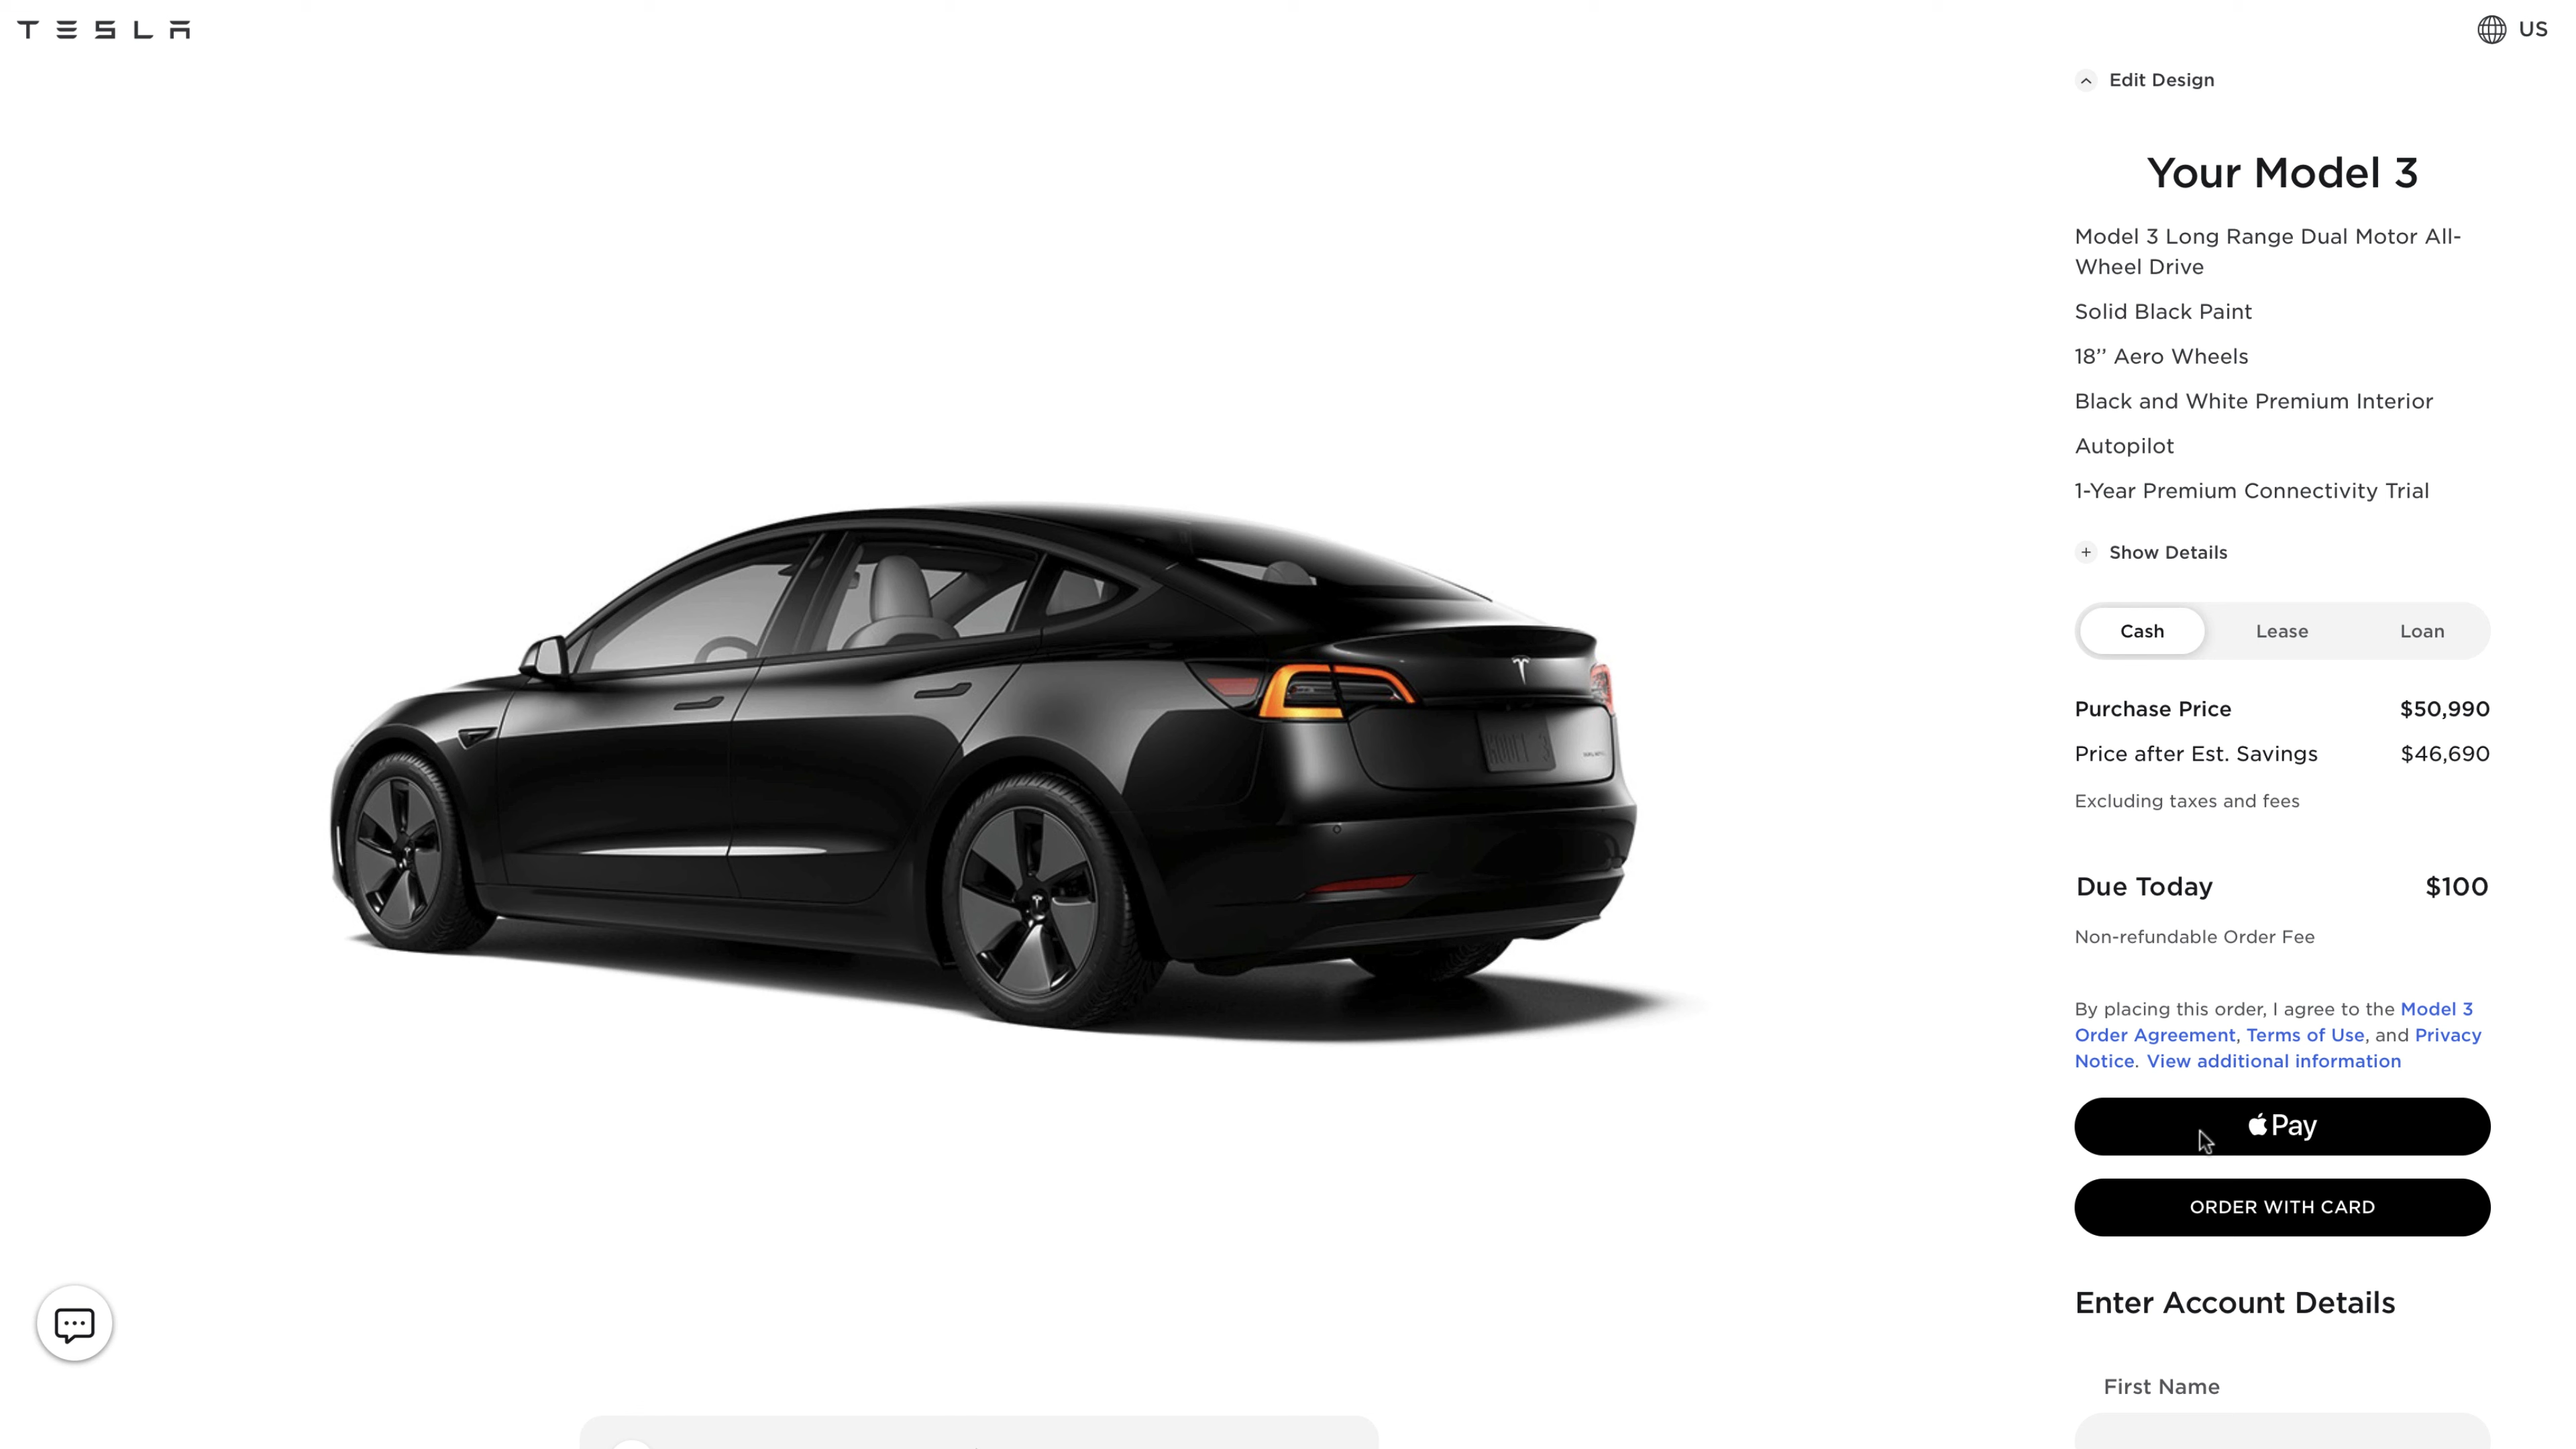 TESLA
US
Edit Design
Your Model 3
Model 3 Long Range Dual Motor All-
Wheel Drive
Solid Black Paint
18’’ Aero Wheels
Black and White Premium Interior
Autopilot
1-Year Premium Connectivity Trial
Show Details
Cash Lease Loan
Purchase Price $50,990
Price after Est. Savings $46,690
Excluding taxes and fees
Due Today $100
Non-refundable Order Fee
By placing this order, I agree to the Model 3
Order Agreement, Terms of Use, and Privacy
Notice. View additional information
Pay
ORDER WITH CARD
Enter Account Details
First Name
MODEL 3